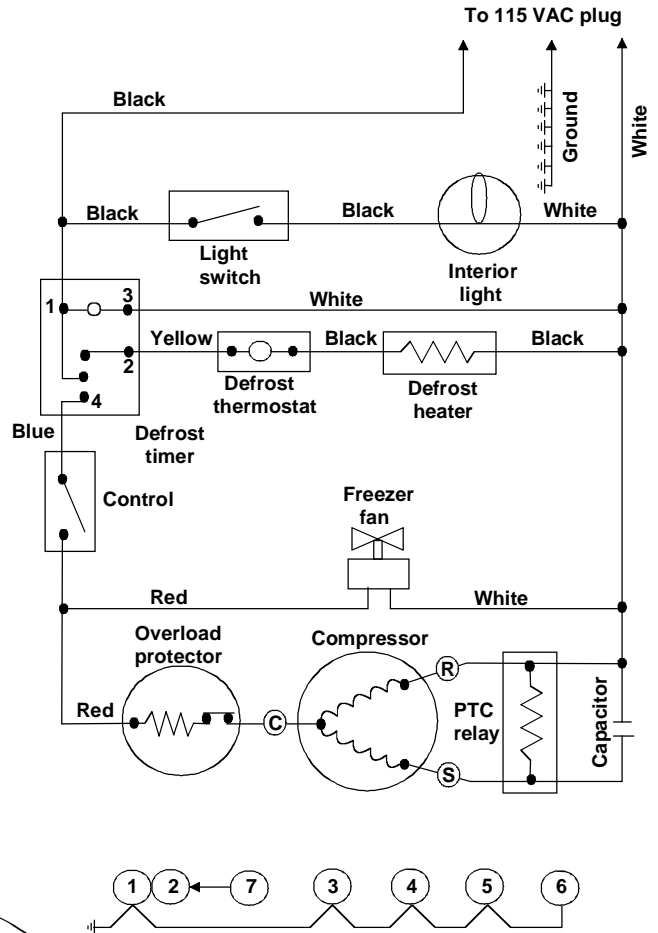 To 115 VAC plug
Black
Ground
White
Black
Black
White
Light
switch
Interior
light
1
3
White
Yellow
Black
Black
2
Defrost
thermostat
Defrost
heater
4
Blue
Defrost
timer
Control
Freezer
fan
Red
White
Overload
protector
Compressor
R
Red
C
PTC
relay
Capacitor
S
1 2 7 3 4 5 6